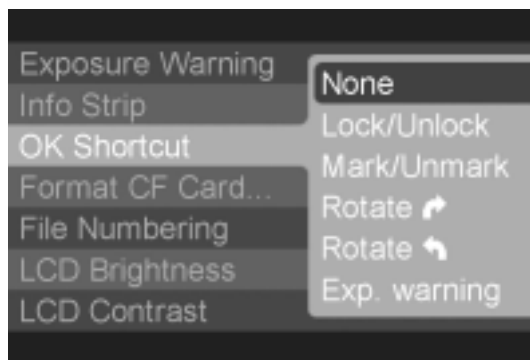 Exposure Warning
Info Strip
OK Shortcut
Format CF Card...
File Numbering
LCD Brightness
LCD Contrast
None
Lock/Unlock
Mark/Unmark
Rotate
Rotate
Exp. warning